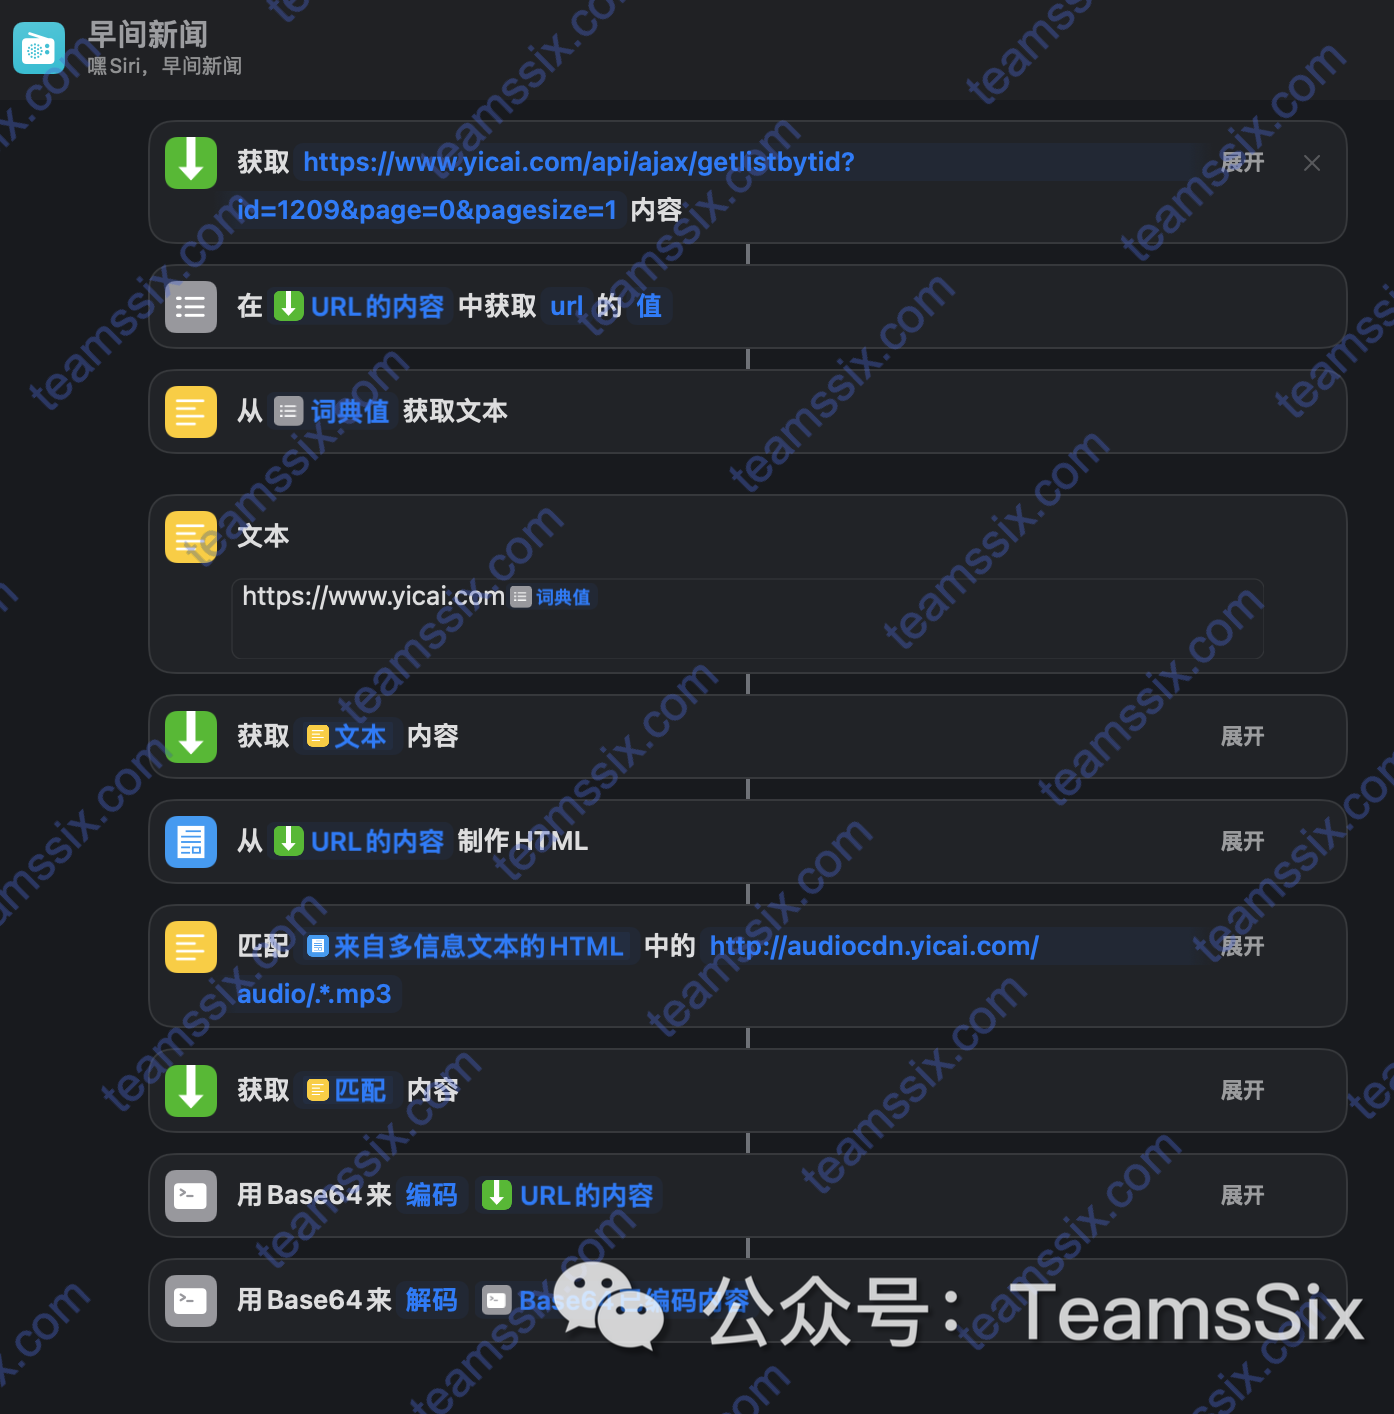 早间新闻
嘿Siri，早间新闻
获取 https://www.yicai.com/api/ajax/getlistbytid? 展开
id=1209&page=0&pagesize=1 内容
在 URL的内容 中获取 url 的 值
从 词典值 获取文本
文本
https://www.yicai.com 词典值
获取 文本 内容 展开
从 URL的内容 制作HTML 展开
匹配 来自多信息文本的HTML 中的 http://audiocdn.yicai.com/ 展开
audio/.*.mp3
获取 匹配 内容 展开
用Base64来 编码 URL的内容 展开
用Base64来 解码 Base64已编码内容
公众号：TeamsSix
teamssix.com